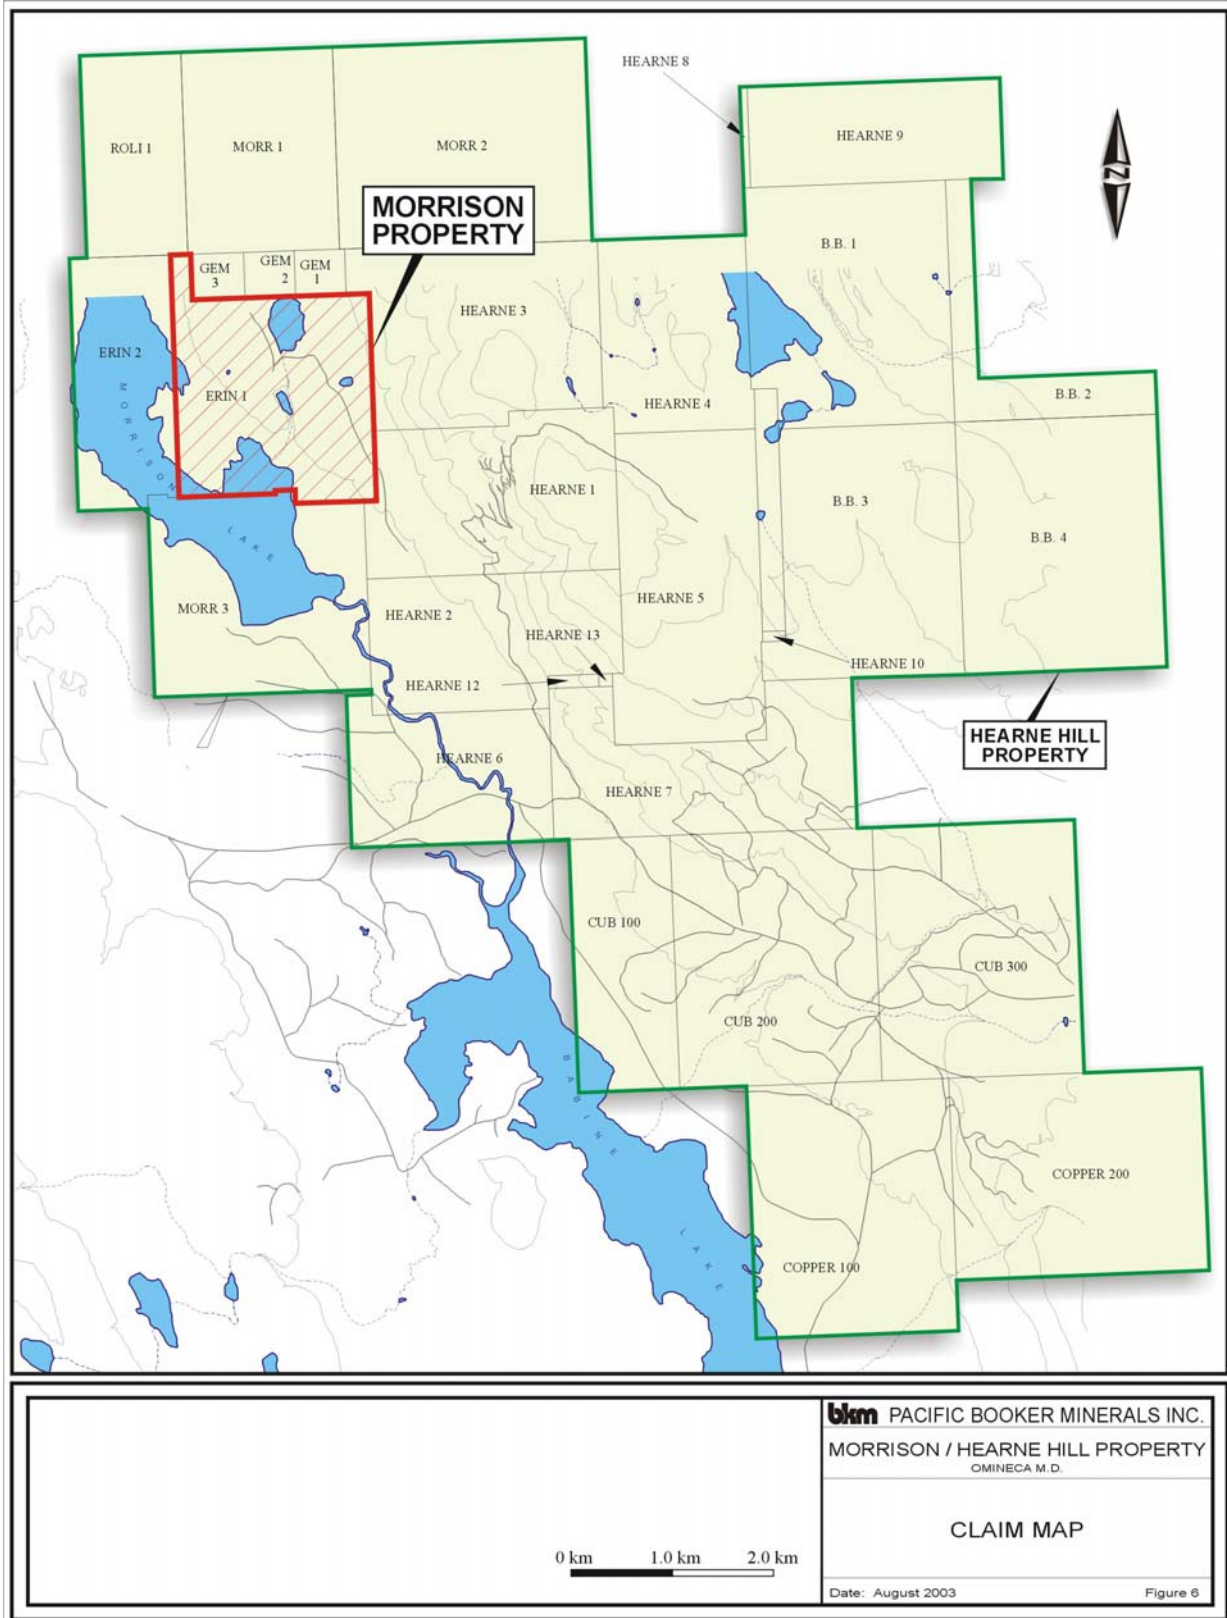 HEARNE 8
ROLI 1
MORR 1
MORR 2
HEARNE 9
MORRISON
PROPERTY
N
B.B. 1
GEM
3
GEM
2
GEM
1
HEARNE 3
ERIN 2
ERIN 1
HEARNE 4
B.B. 2
MORRISON
LAKE
HEARNE 1
B.B. 3
B.B. 4
MORR 3
HEARNE 2
HEARNE 5
HEARNE 13
HEARNE 10
HEARNE 12
HEARNE HILL
PROPERTY
HEARNE 6
HEARNE 7
CUB 100
CUB 300
CUB 200
BABINE
LAKE
COPPER 200
COPPER 100
bkm PACIFIC BOOKER MINERALS INC.
MORRISON / HEARNE HILL PROPERTY
OMINECA M.D.
CLAIM MAP
0 km 1.0 km 2.0 km
Date: August 2003 Figure 6